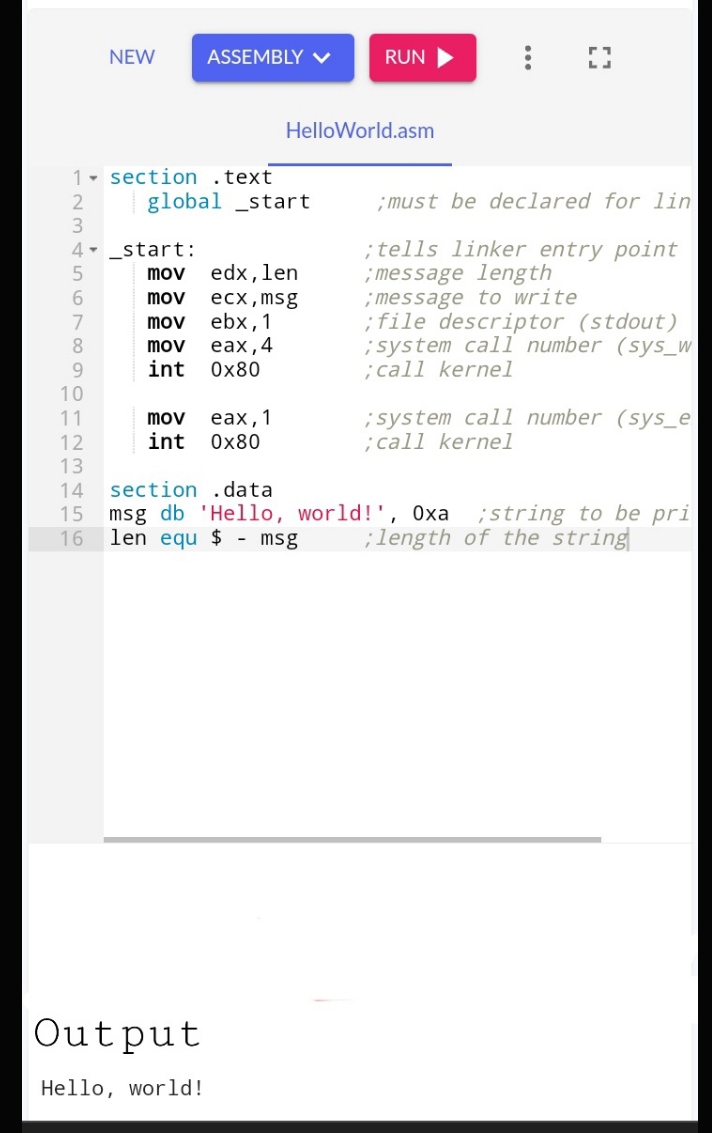 NEW ASSEMBLY RUN
HelloWorld.asm
1 section .text
2 global _start ;must be declared for lin
3
4 _start: ;tells linker entry point
5 mov edx,len ;message length
6 mov ecx,msg ;message to write
7 mov ebx,1 ;file descriptor (stdout)
8 mov eax,4 ;system call number (sys_w
9 int 0x80 ;call kernel
10
11 mov eax,1 ;system call number (sys_e
12 int 0x80 ;call kernel
13
14 section .data
15 msg db 'Hello, world!', 0xa ;string to be pri
16 len equ $ - msg ;length of the string
Output
Hello, world!